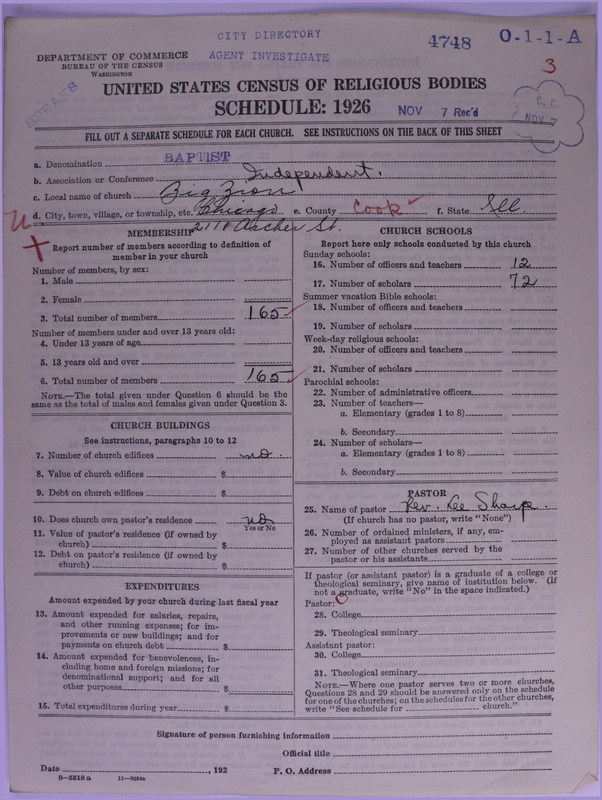 CITY DIRECTORY
AGENT INVESTIGATE
4748
O-1-1-A
3
DEPARTMENT OF COMMERCE
BUREAU OF THE CENSUS
WASHINGTON
UNITED STATES CENSUS OF RELIGIOUS BODIES
SCHEDULE: 1926
NOV 7 Rec'd
C.C.
NOV 7
FILL OUT A SEPARATE SCHEDULE FOR EACH CHURCH. SEE INSTRUCTIONS ON THE BACK OF THIS SHEET
a. Denomination BAPTIST
b. Association or Conference Independent.
c. Local name of church Big Zion
d. City, town, village, or township, etc. Chicago e. County Cook f. State Ill
2110 Archer St.
MEMBERSHIP
Report number of members according to definition of
member in your church
Number of members, by sex:
1. Male
2. Female
3. Total number of members 165
Number of members under and over 13 years old:
4. Under 13 years of age
5. 13 years old and over
6. Total number of members 165
NOTE.—The total given under Question 6 should be
same as the total of males and females given under Question 3.
CHURCH BUILDINGS
See instructions, paragraphs 10 to 12
7. Number of church edifices no.
8. Value of church edifices $
9. Debt on church edifices $
10. Does church own pastor's residence no
Yes or No
11. Value of pastor's residence (if owned by
church) $
12. Debt on pastor's residence (if owned by
church) $
EXPENDITURES
Amount expended by your church during last fiscal year
13. Amount expended for salaries, repairs,
and other running expenses; for im-
provements or new buildings; and for
payments on church debt $
14. Amount expended for benevolences, in-
cluding home and foreign missions; for
denominational support; and for all
other purposes $
15. Total expenditures during year $
CHURCH SCHOOLS
Report here only schools conducted by this church
Sunday schools:
16. Number of officers and teachers 12
17. Number of scholars 72
Summer vacation Bible schools:
18. Number of officers and teachers
19. Number of scholars
Week-day religious schools:
20. Number of officers and teachers
21. Number of scholars
Parochial schools:
22. Number of administrative officers
23. Number of teachers—
a. Elementary (grades 1 to 8)
b. Secondary
24. Number of scholars—
a. Elementary (grades 1 to 8)
b. Secondary
PASTOR
25. Name of pastor Rev. Lee Sharpe.
(If church has no pastor, write "None")
26. Number of ordained ministers, if any, em-
ployed as assistant pastors
27. Number of other churches served by the
pastor or his assistants
If pastor (or assistant pastor) is a graduate of a college or
theological seminary, give name of institution below. (If
not a graduate, write "No" in the space indicated.)
Pastor:
28. College
29. Theological seminary
Assistant pastor:
30. College
31. Theological seminary
NOTE.—Where one pastor serves two or more churches,
Questions 28 and 29 should be answered only on the schedule
for one of the churches; on the schedules for the other churches,
write "See schedule for church."
Signature of person furnishing information
Official title
Date , 192 P. O. Address
8—5518a 11—9084a